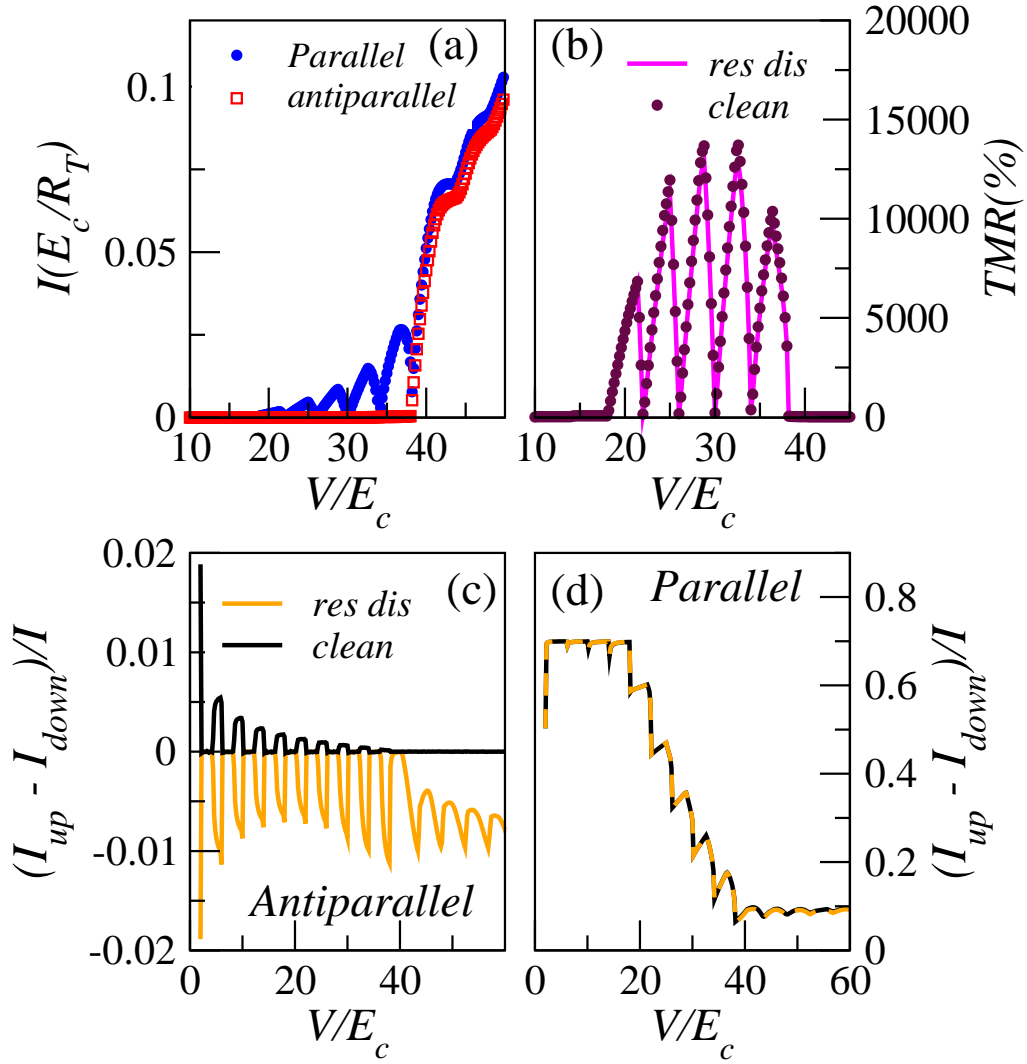 (a)
Parallel
antiparallel
0.1
0.05
0
I(E_c/R_T)
10 20 30 40
V/E_c
(b)
res dis
clean
20000
15000
10000
5000
0
TMR(%)
10 20 30 40
V/E_c
(c)
res dis
clean
0.02
0.01
0
-0.01
-0.02
(I_up - I_down)/I
Antiparallel
0 20 40
V/E_c
(d) Parallel
0.8
0.6
0.4
0.2
0
(I_up - I_down)/I
0 20 40 60
V/E_c